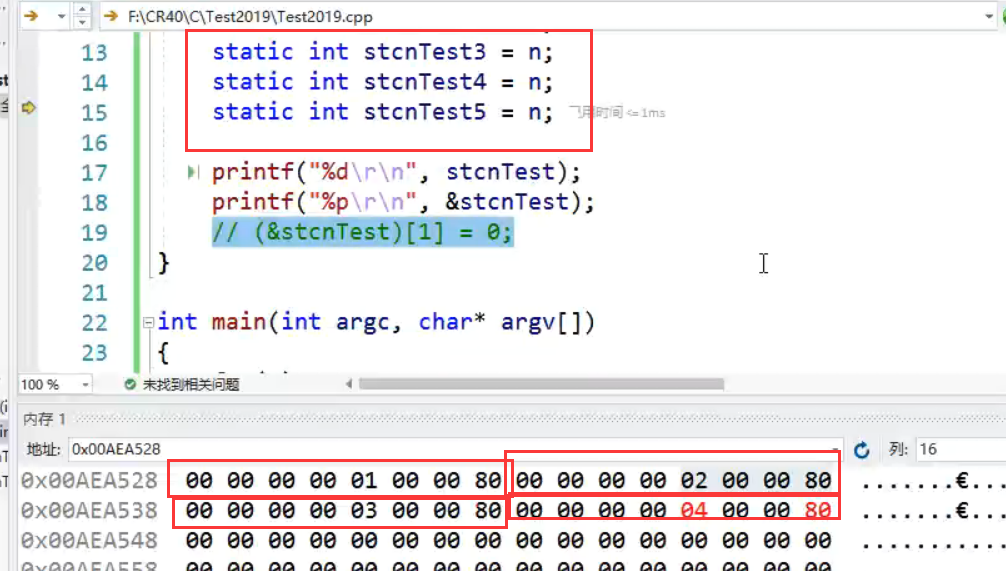 F:\CR40\C\Test2019\Test2019.cpp
13 static int stcnTest3 = n;
14 static int stcnTest4 = n;
15 static int stcnTest5 = n; 用时间<=1ms
16
17 printf("%d\r\n", stcnTest);
18 printf("%p\r\n", &stcnTest);
19 // (&stcnTest)[1] = 0;
20 }
21
22 int main(int argc, char* argv[])
23 {
100 % 未找到相关问题
内存 1
地址: 0x00AEA528 列: 16
0x00AEA528 00 00 00 00 01 00 00 80 00 00 00 00 02 00 00 80 .......€...
0x00AEA538 00 00 00 00 03 00 00 80 00 00 00 00 04 00 00 80 .......€...
0x00AEA548 00 00 00 00 00 00 00 00 00 00 00 00 00 00 00 00 ...........
0x00AEA558 00 00 00 00 00 00 00 00 00 00 00 00 00 00 00 00